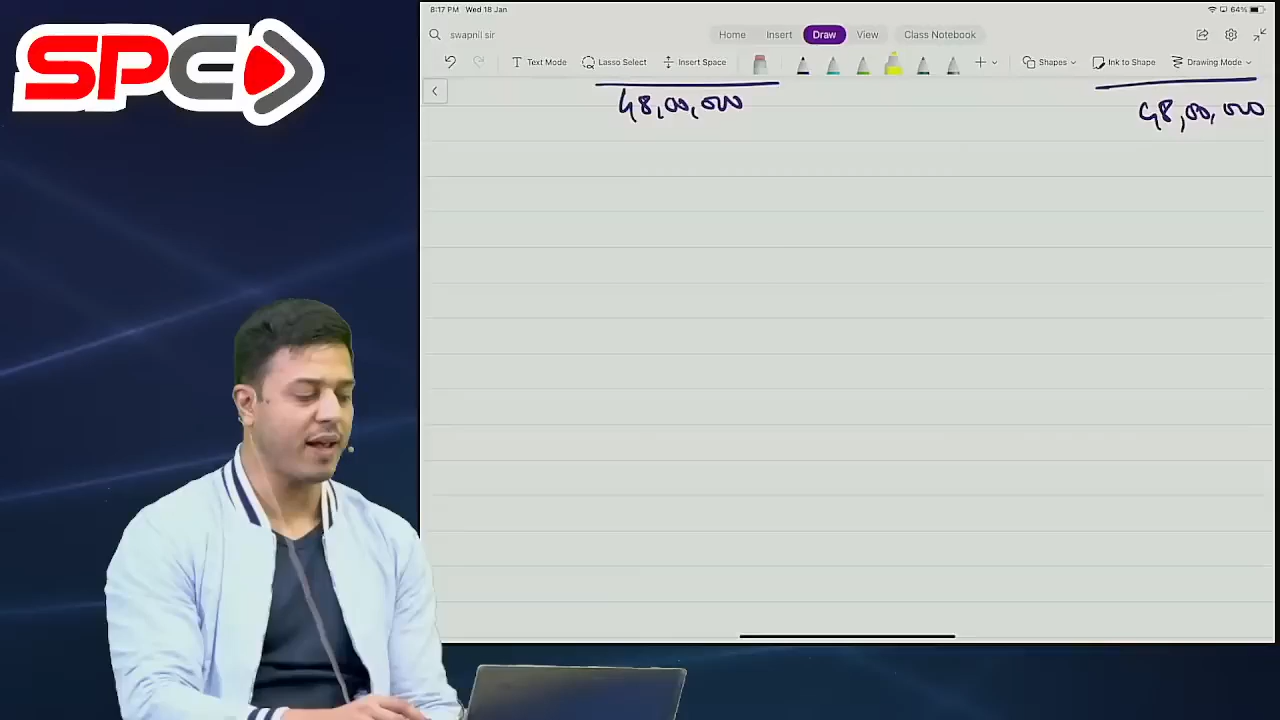 SPE
8:17 PM Wed 18 Jan
64%
swapnil sir
Home Insert Draw View Class Notebook
Text Mode Lasso Select Insert Space Shapes Ink to Shape Drawing Mode
48,00,000 48,00,000